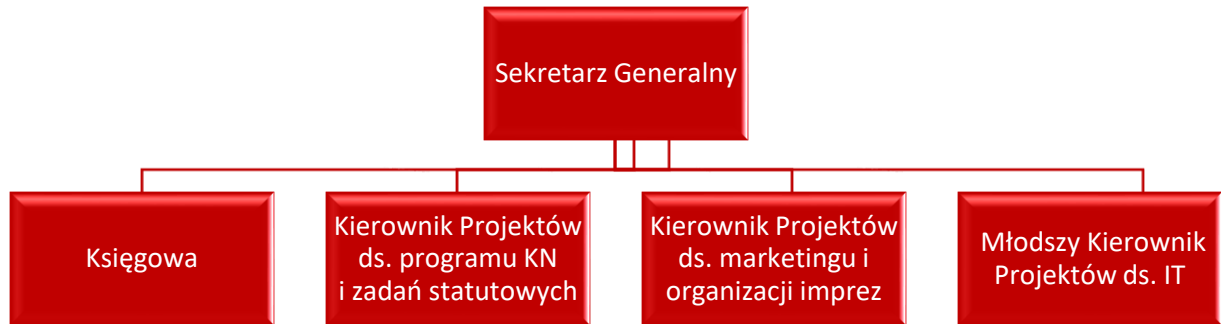 Sekretarz Generalny
Księgowa
Kierownik Projektów
ds. programu KN
i zadań statutowych
Kierownik Projektów
ds. marketingu i
organizacji imprez
Młodszy Kierownik
Projektów ds. IT